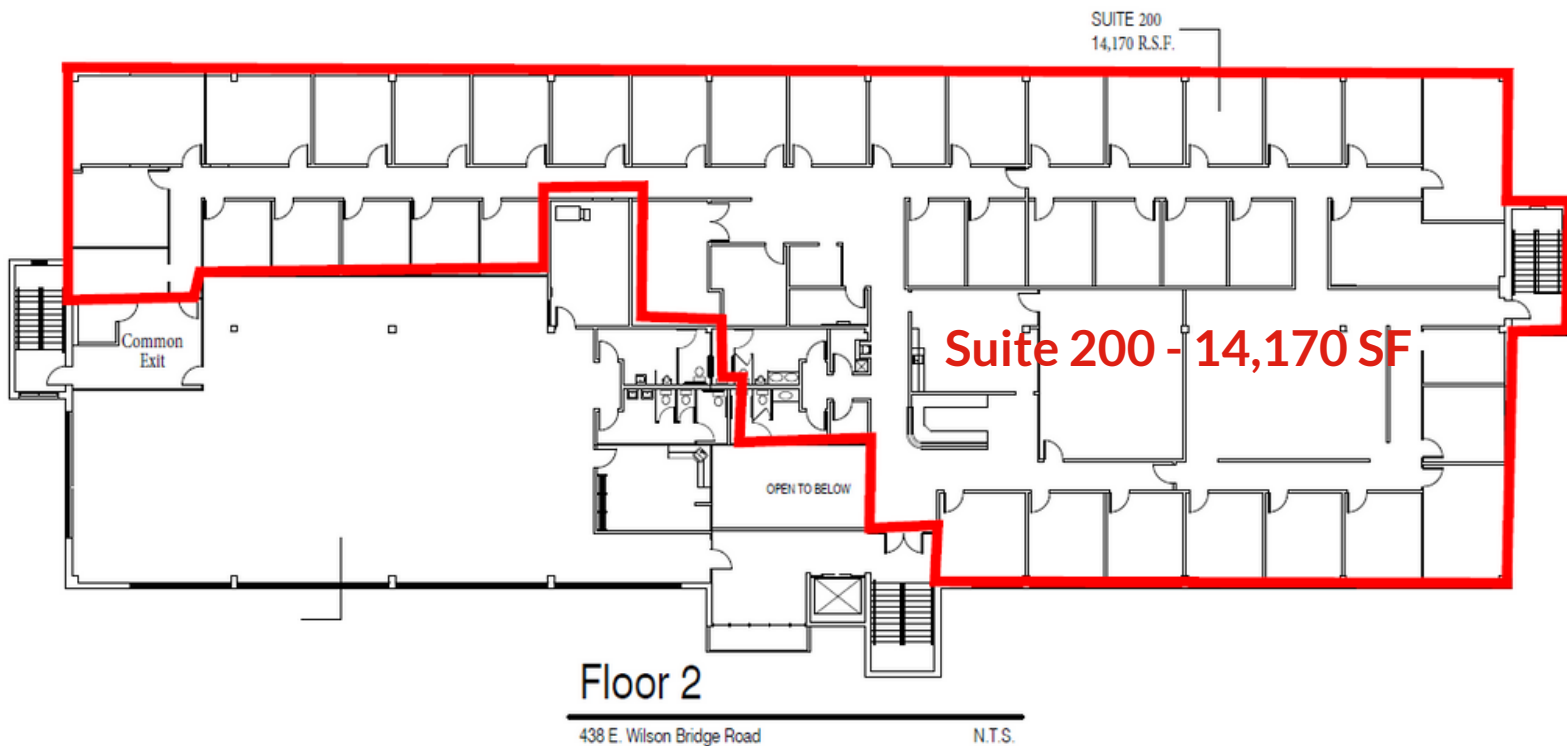 SUITE 200
14,170 R.S.F.
Suite 200 - 14,170 SF
Common
Exit
OPEN TO BELOW
Floor 2
438 E. Wilson Bridge Road
N.T.S.